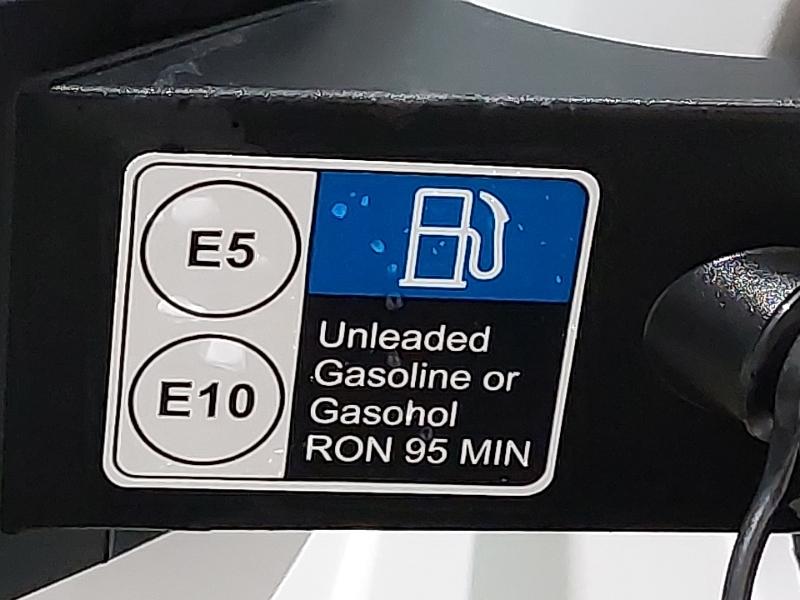 E5
E10
Unleaded
Gasoline or
Gasohol
RON 95 MIN